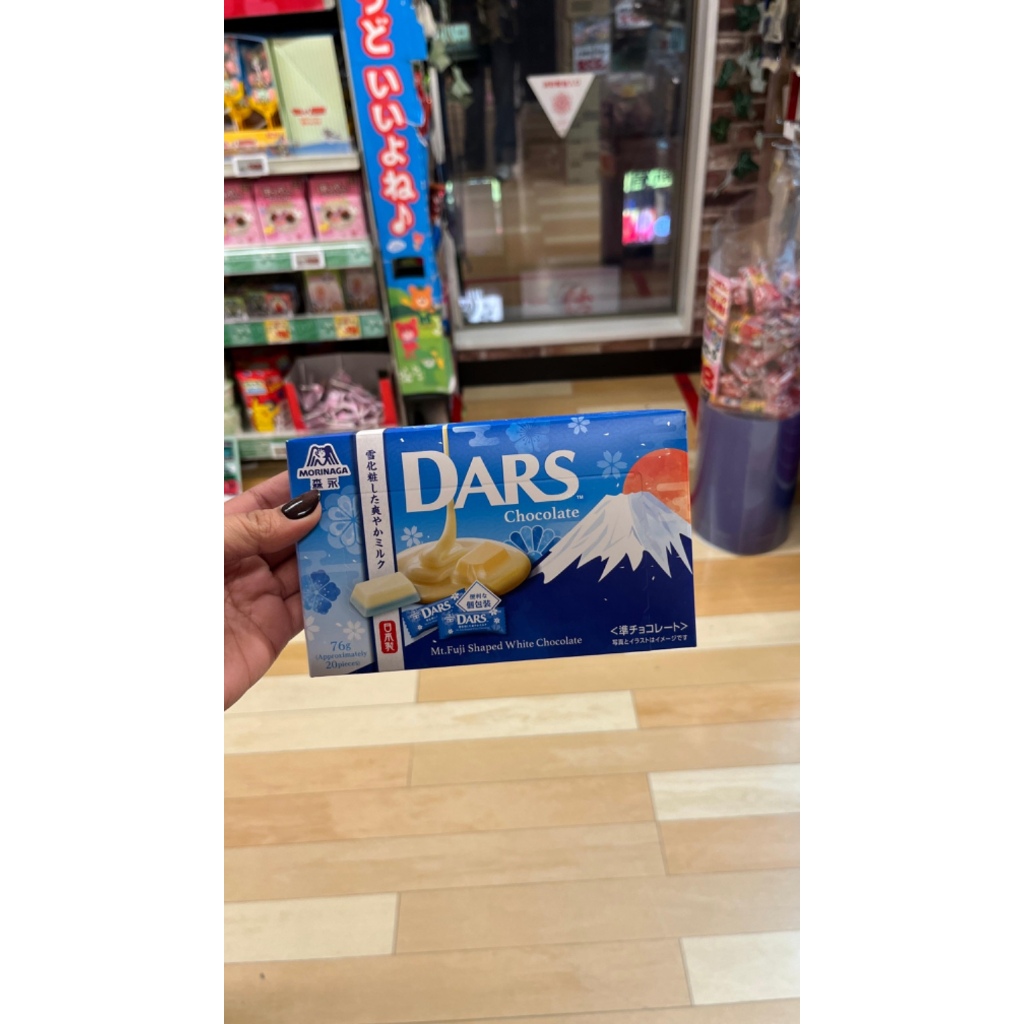 ど いいよね♪
MORINAGA
森永
雪化粧した爽やかミルク
DARS
™
Chocolate
便利な
個包装
DARS
DARS
日本製
76g
(Approximately
20pieces)
Mt.Fuji Shaped White Chocolate
＜準チョコレート＞
写真とイラストはイメージです